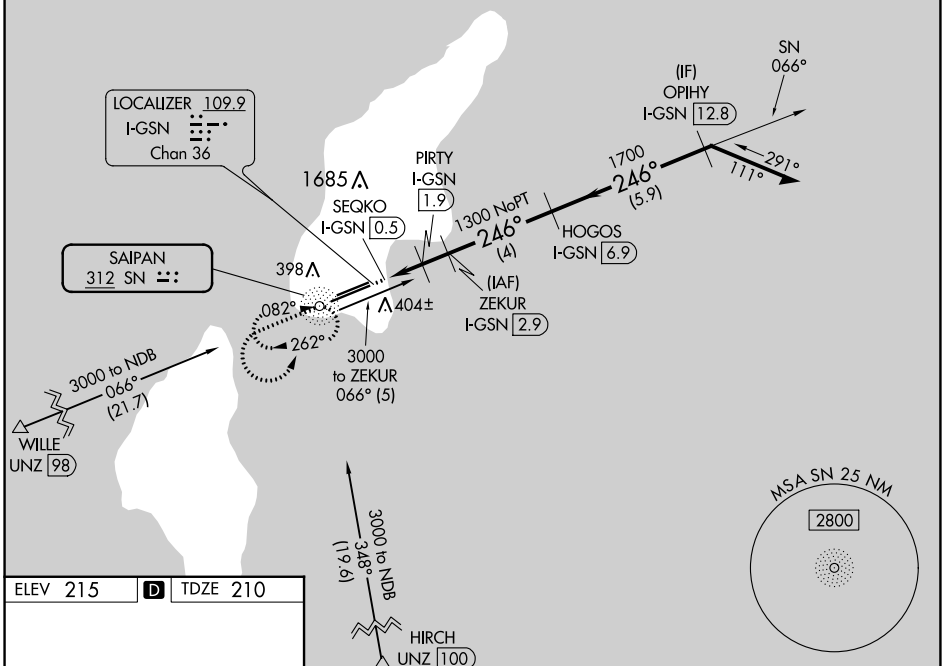 SN
066°
(IF)
OPIHY
I-GSN 12.8
291°
111°
LOCALIZER 109.9
I-GSN
Chan 36
1700
246°
(5.9)
PIRTY
I-GSN
1.9
1685
SEQKO
I-GSN 0.5
1300 NoPT
246°
(4)
HOGOS
I-GSN 6.9
SAIPAN
312 SN
398
(IAF)
ZEKUR
I-GSN 2.9
082°
404±
262°
3000
to ZEKUR
066° (5)
3000 to NDB
066°
(21.7)
WILLE
UNZ 98
MSA SN 25 NM
2800
3000 to NDB
348°
(19.6)
HIRCH
UNZ 100
ELEV 215 D TDZE 210